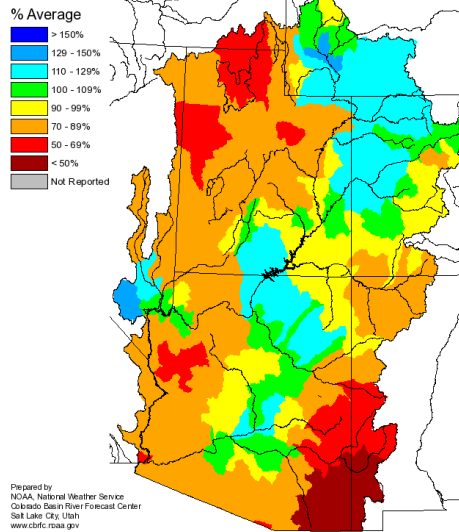 % Average
> 150%
129 - 150%
110 - 129%
100 - 109%
90 - 99%
70 - 89%
50 - 69%
< 50%
Not Reported
Prepared by
NOAA, National Weather Service
Colorado Basin River Forecast Center
Salt Lake City, Utah
www.cbrfc.noaa.gov